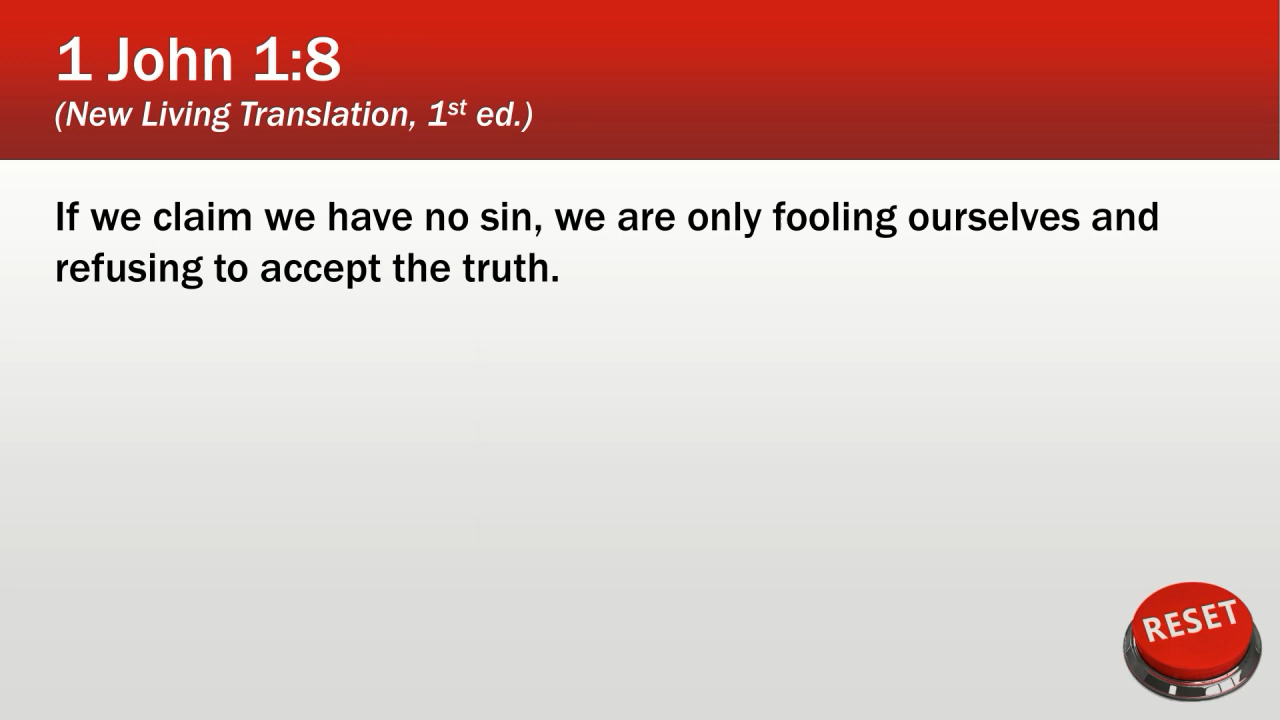 1 John 1:8
(New Living Translation, 1st ed.)
If we claim we have no sin, we are only fooling ourselves and
refusing to accept the truth.
RESET